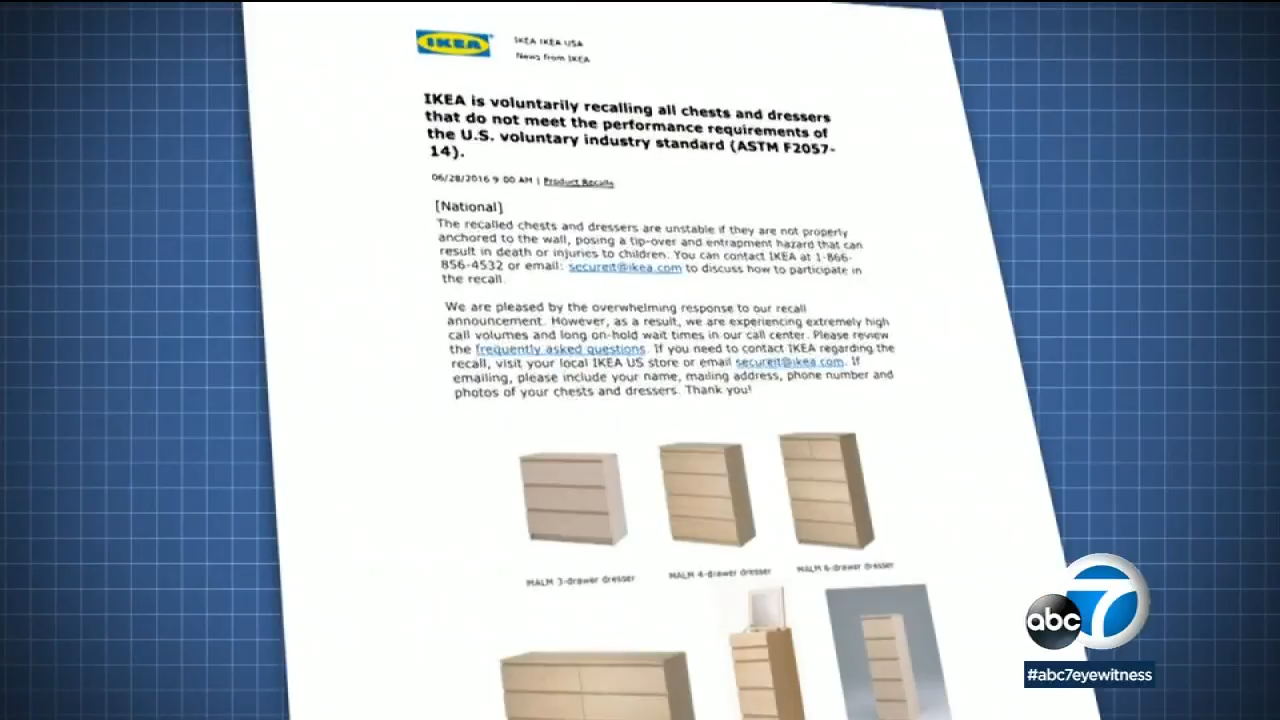 IKEA
IKEA IKEA USA
News from IKEA
IKEA is voluntarily recalling all chests and dressers
that do not meet the performance requirements of
the U.S. voluntary industry standard (ASTM F2057-
14).
06/28/2016 9:00 AM | Product Recalls
[National]
The recalled chests and dressers are unstable if they are not properly
anchored to the wall, posing a tip-over and entrapment hazard that can
result in death or injuries to children. You can contact IKEA at 1-866-
856-4532 or email: secureit@ikea.com to discuss how to participate in
the recall.
We are pleased by the overwhelming response to our recall
announcement. However, as a result, we are experiencing extremely high
call volumes and long on-hold wait times in our call center. Please review
the frequently asked questions. If you need to contact IKEA regarding the
recall, visit your local IKEA US store or email secureit@ikea.com. If
emailing, please include your name, mailing address, phone number and
photos of your chests and dressers. Thank you!
MALM 3-drawer dresser
MALM 4-drawer dresser
MALM 6-drawer dresser
abc 7
#abc7eyewitness